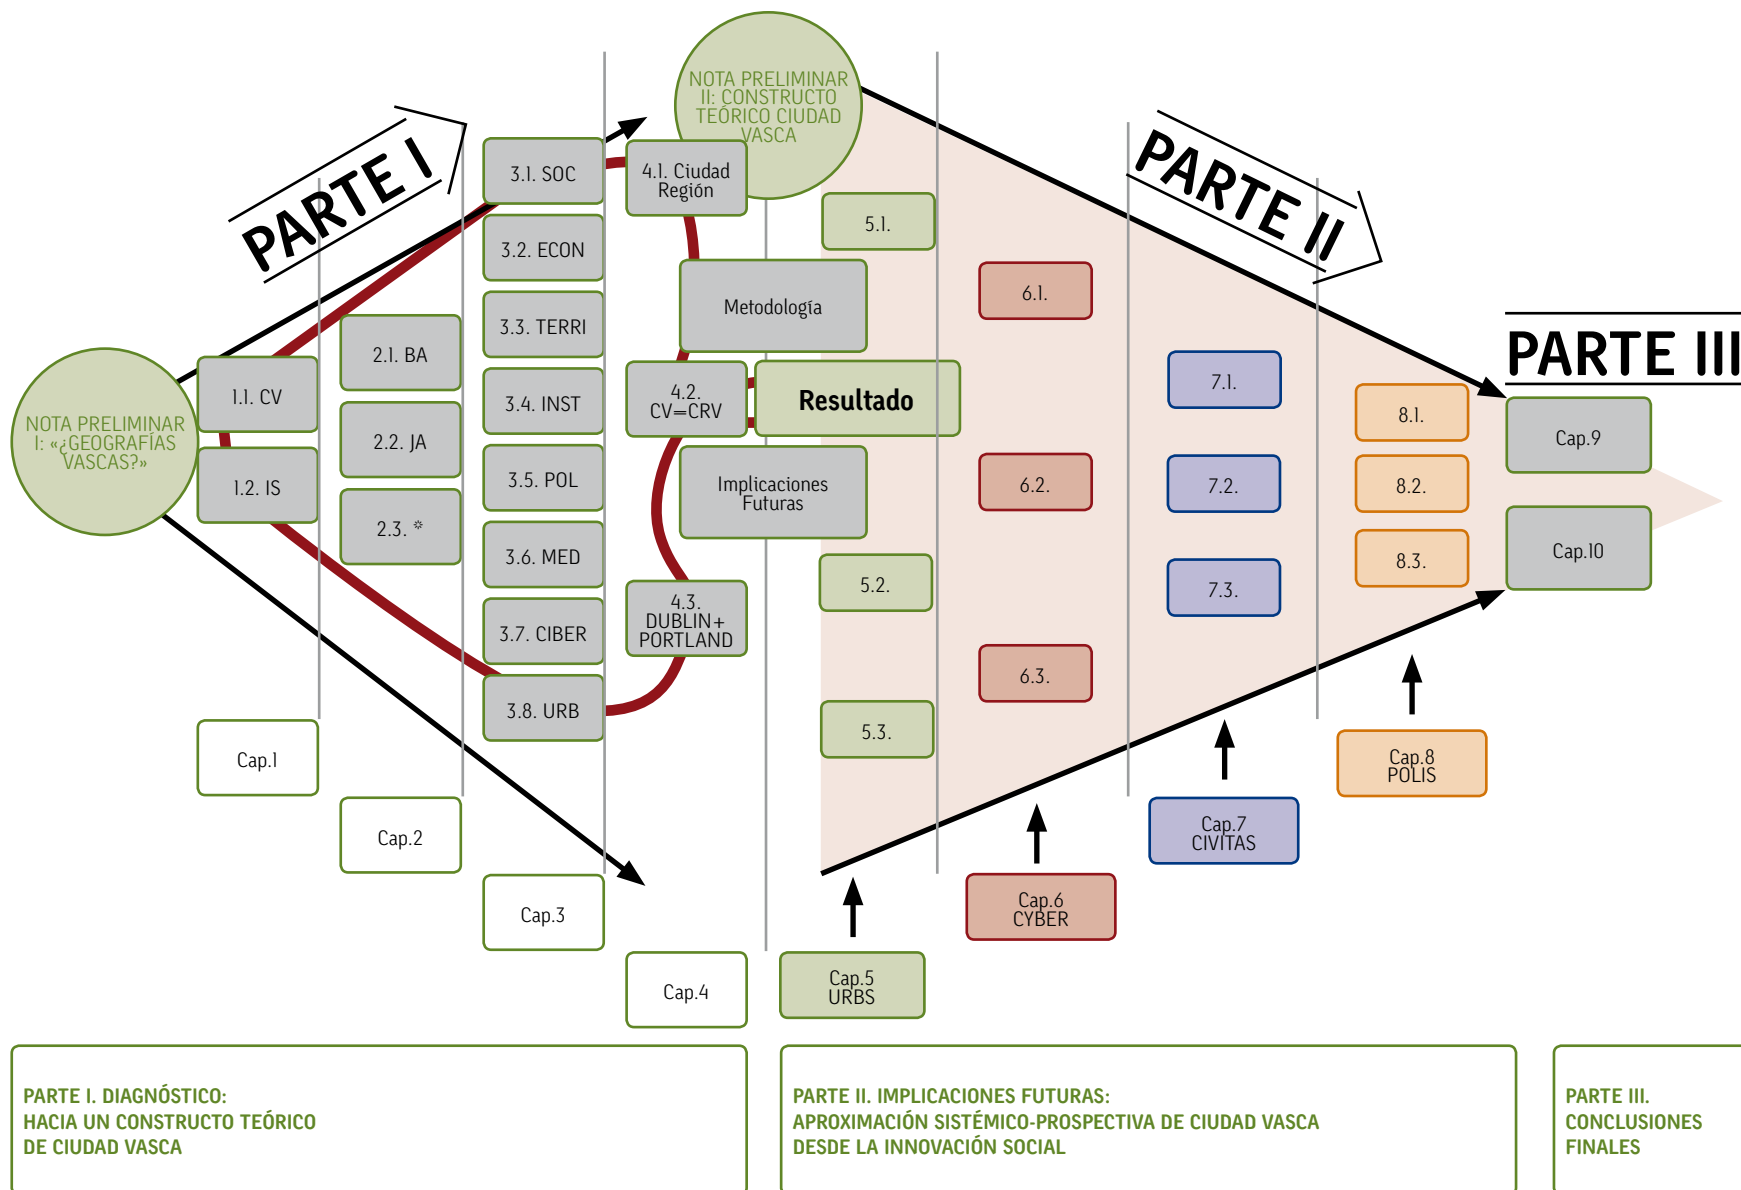 PARTE I
NOTA PRELIMINAR
I: «¿GEOGRAFÍAS
VASCAS?»
1.1. CV
1.2. IS
2.1. BA
2.2. JA
2.3. *
3.1. SOC
3.2. ECON
3.3. TERRI
3.4. INST
3.5. POL
3.6. MED
3.7. CIBER
3.8. URB
NOTA PRELIMINAR
II: CONSTRUCTO
TEÓRICO CIUDAD
VASCA
4.1. Ciudad
Región
Metodología
4.2.
CV=CRV
Resultado
Implicaciones
Futuras
4.3.
DUBLIN+
PORTLAND
PARTE II
5.1.
5.2.
5.3.
6.1.
6.2.
6.3.
7.1.
7.2.
7.3.
8.1.
8.2.
8.3.
PARTE III
Cap.9
Cap.10
Cap.1
Cap.2
Cap.3
Cap.4
Cap.5
URBS
Cap.6
CYBER
Cap.7
CIVITAS
Cap.8
POLIS
PARTE I. DIAGNÓSTICO:
HACIA UN CONSTRUCTO TEÓRICO
DE CIUDAD VASCA
PARTE II. IMPLICACIONES FUTURAS:
APROXIMACIÓN SISTÉMICO-PROSPECTIVA DE CIUDAD VASCA
DESDE LA INNOVACIÓN SOCIAL
PARTE III.
CONCLUSIONES
FINALES